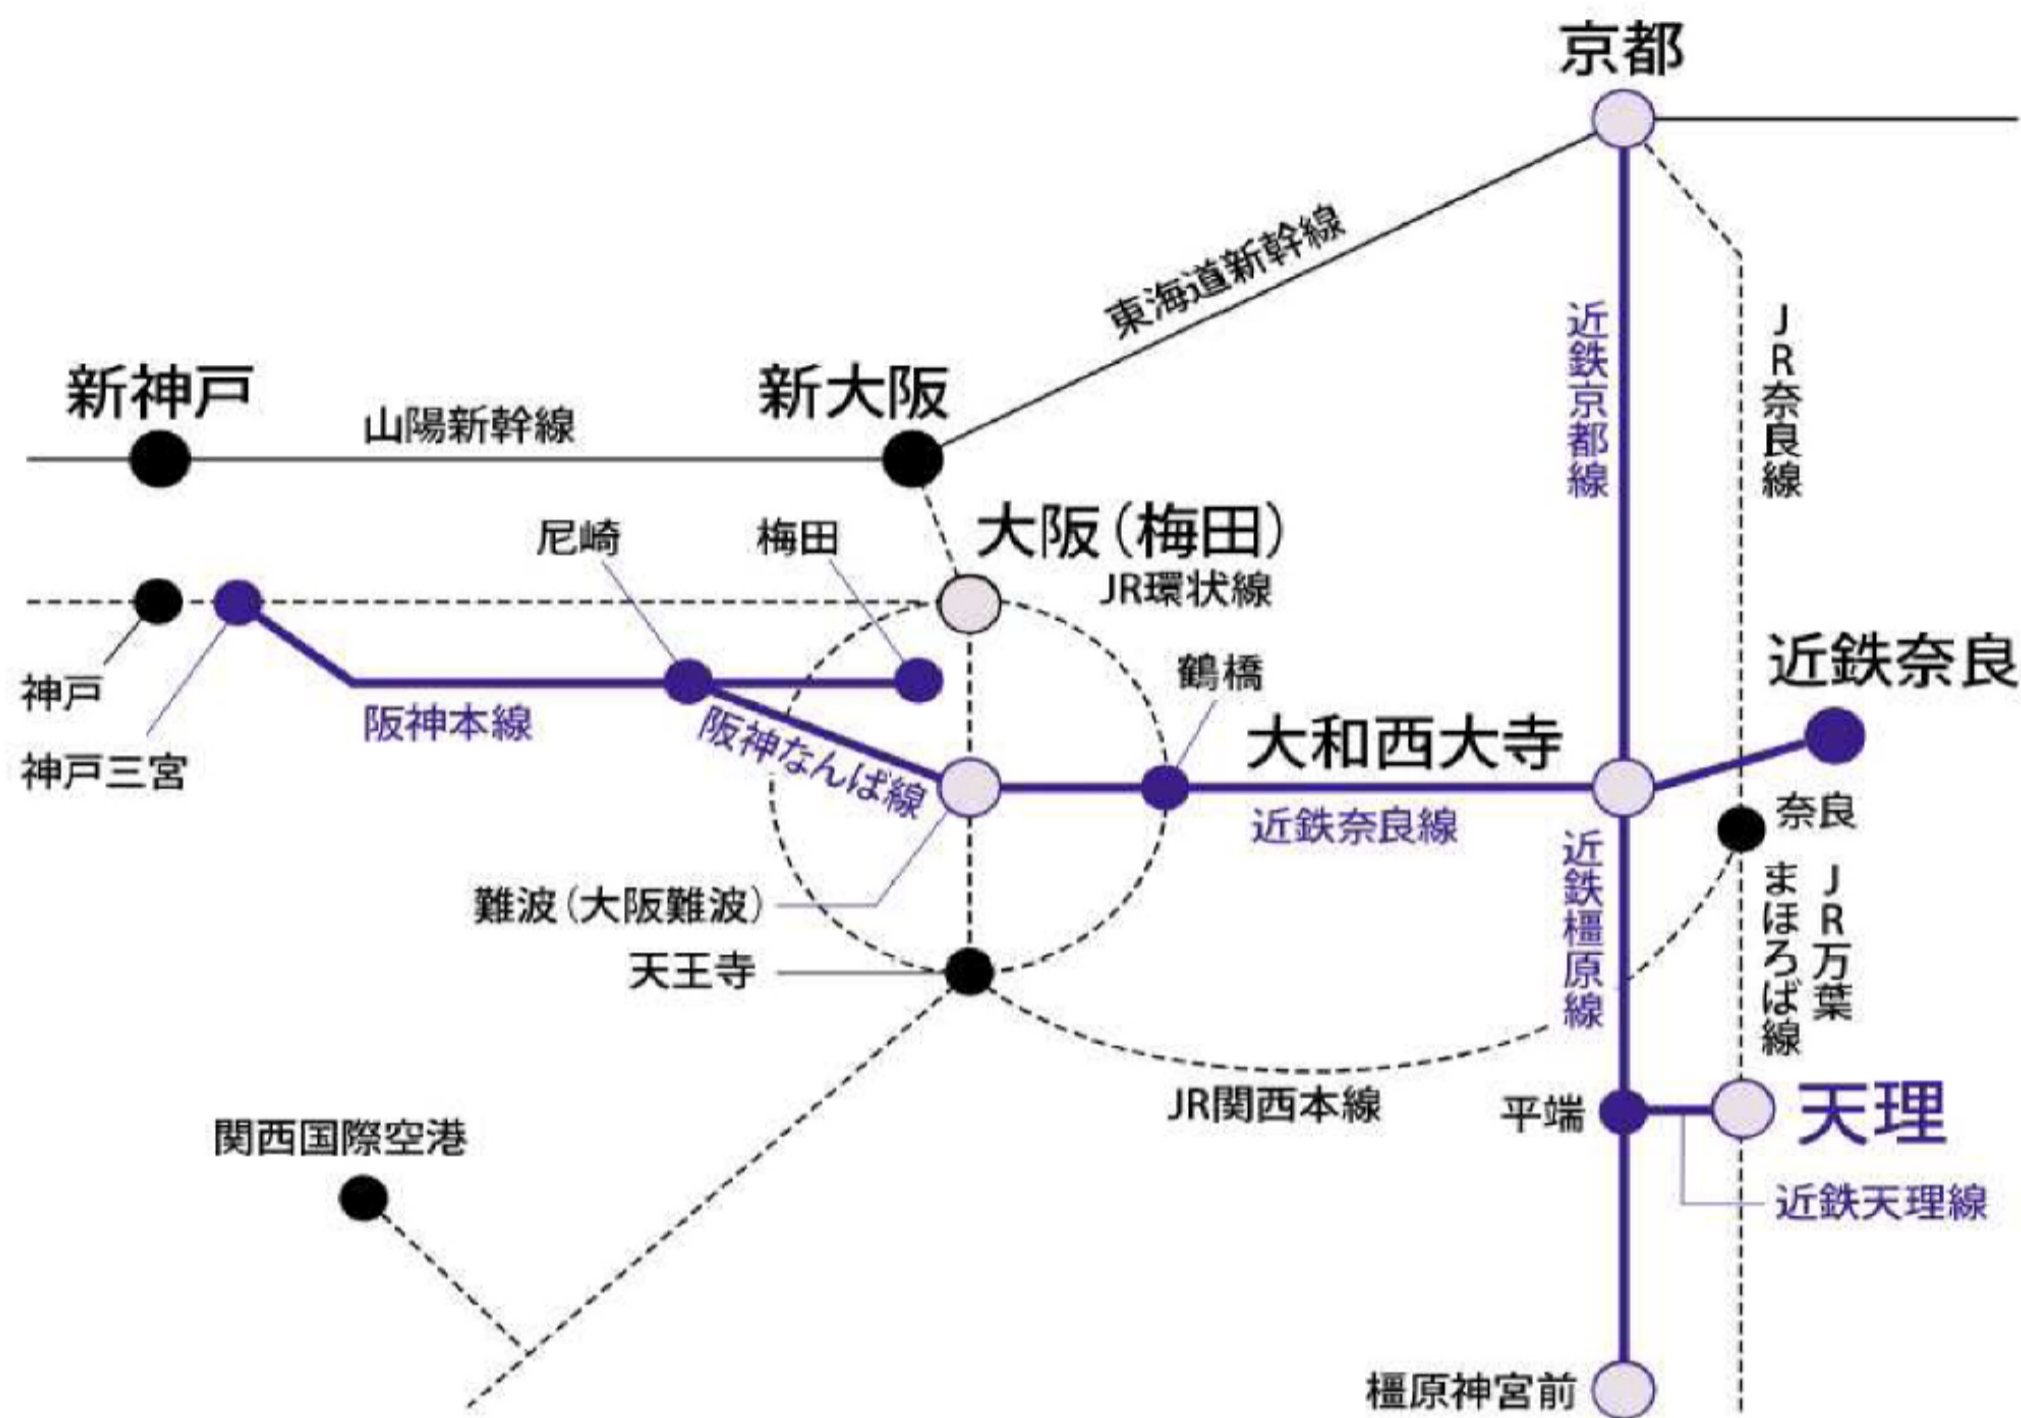 京都
東海道新幹線
近鉄京都線
JR奈良線
新神戸
山陽新幹線
新大阪
尼崎
梅田
大阪(梅田)
JR環状線
鶴橋
近鉄奈良
神戸
神戸三宮
阪神本線
阪神なんば線
大和西大寺
近鉄奈良線
奈良
近鉄橿原線
JR万葉
まほろば線
難波(大阪難波)
天王寺
JR関西本線
平端
天理
関西国際空港
近鉄天理線
橿原神宮前